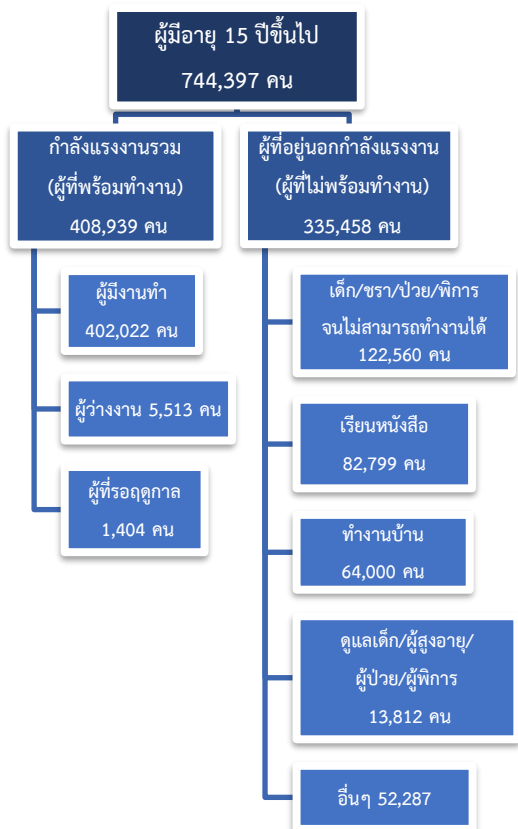 ผู้มีอายุ 15 ปีขึ้นไป
744,397 คน
กำลังแรงงานรวม
(ผู้ที่พร้อมทำงาน)
408,939 คน
ผู้ที่อยู่นอกกำลังแรงงาน
(ผู้ที่ไม่พร้อมทำงาน)
335,458 คน
ผู้มีงานทำ
402,022 คน
ผู้ว่างงาน 5,513 คน
ผู้ที่รอฤดูกาล
1,404 คน
เด็ก/ชรา/ป่วย/พิการ
จนไม่สามารถทำงานได้
122,560 คน
เรียนหนังสือ
82,799 คน
ทำงานบ้าน
64,000 คน
ดูแลเด็ก/ผู้สูงอายุ/
ผู้ป่วย/ผู้พิการ
13,812 คน
อื่นๆ 52,287